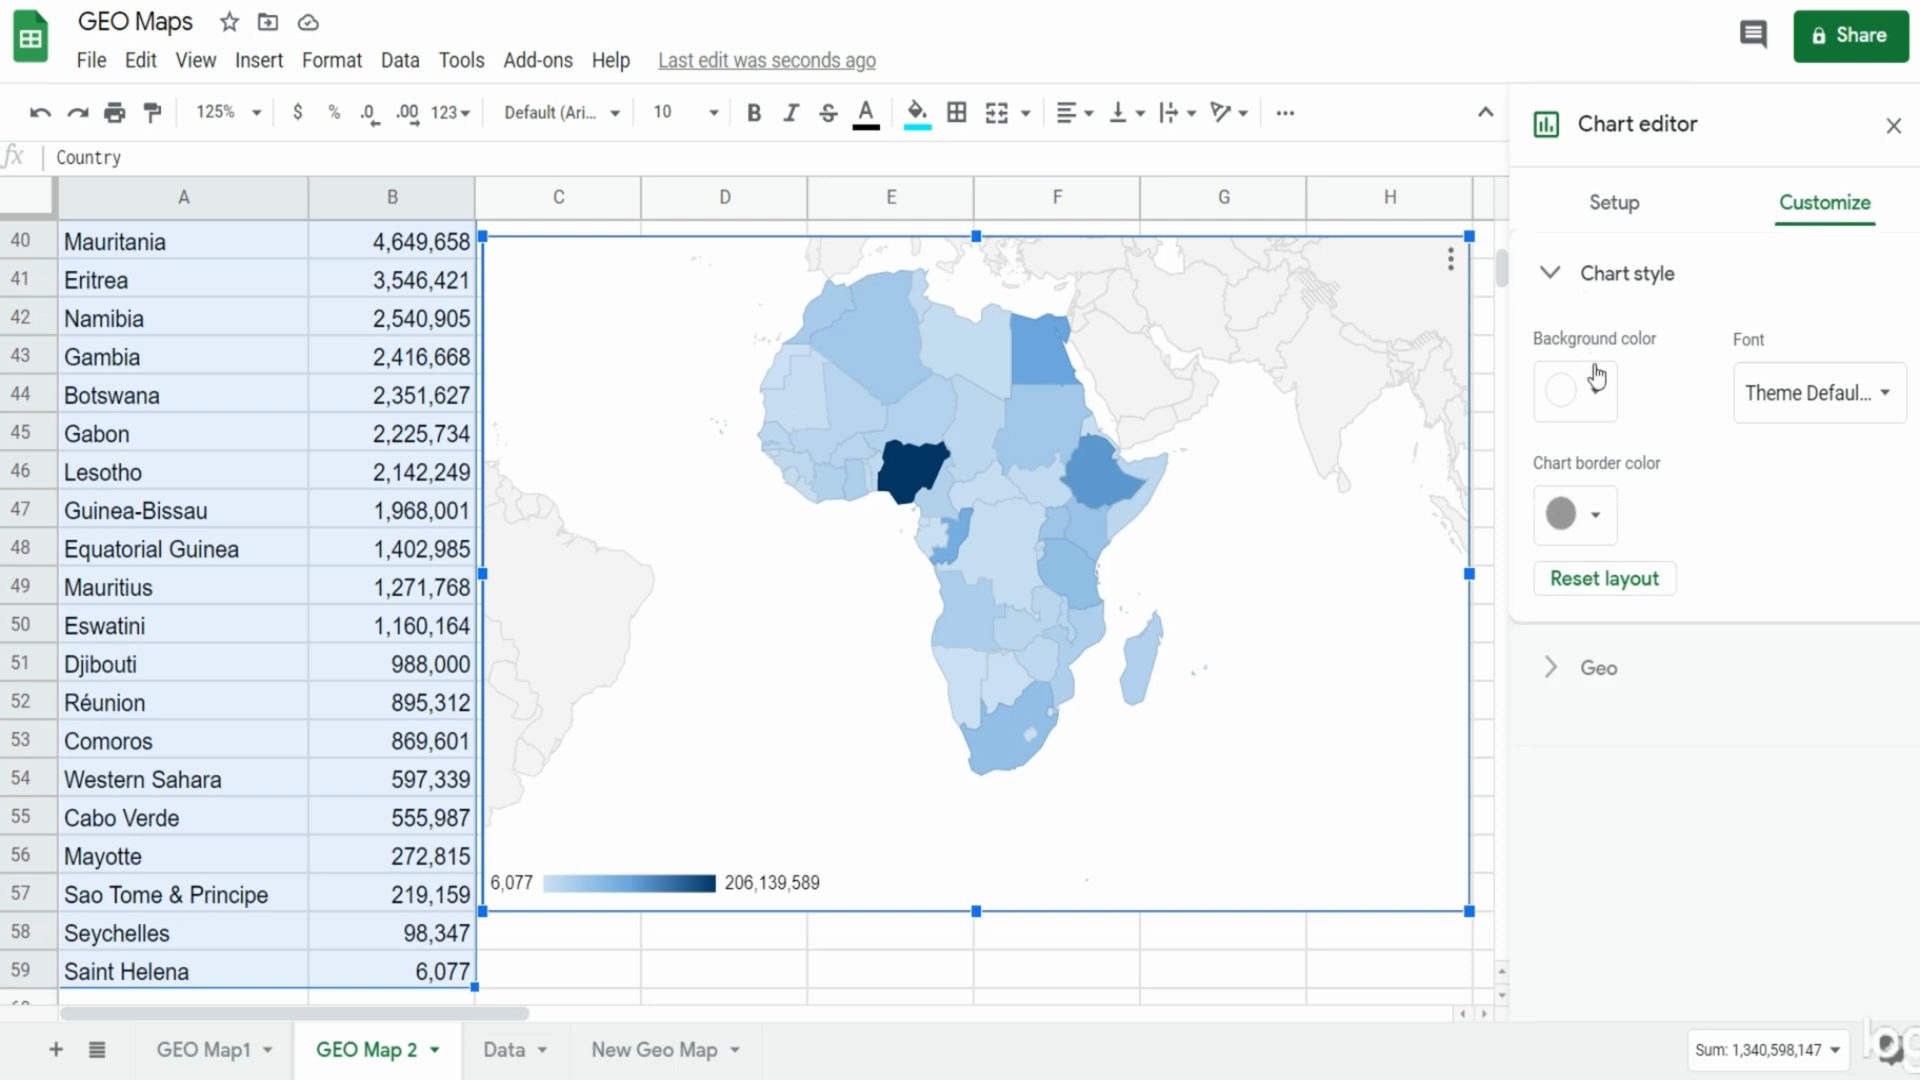 GEO Maps
Share
File Edit View Insert Format Data Tools Add-ons Help Last edit was seconds ago
125% $ % .0 .00 123 Default (Ari... 10 B I S A ...
Chart editor
fx Country
Setup Customize
A B C D E F G H
40 Mauritania 4,649,658
41 Eritrea 3,546,421
42 Namibia 2,540,905
43 Gambia 2,416,668
44 Botswana 2,351,627
45 Gabon 2,225,734
46 Lesotho 2,142,249
47 Guinea-Bissau 1,968,001
48 Equatorial Guinea 1,402,985
49 Mauritius 1,271,768
50 Eswatini 1,160,164
51 Djibouti 988,000
52 Réunion 895,312
53 Comoros 869,601
54 Western Sahara 597,339
55 Cabo Verde 555,987
56 Mayotte 272,815
57 Sao Tome & Principe 219,159
58 Seychelles 98,347
59 Saint Helena 6,077
6,077 206,139,589
Chart style
Background color Font
Theme Defaul...
Chart border color
Reset layout
Geo
+ GEO Map1 GEO Map 2 Data New Geo Map Sum: 1,340,598,147